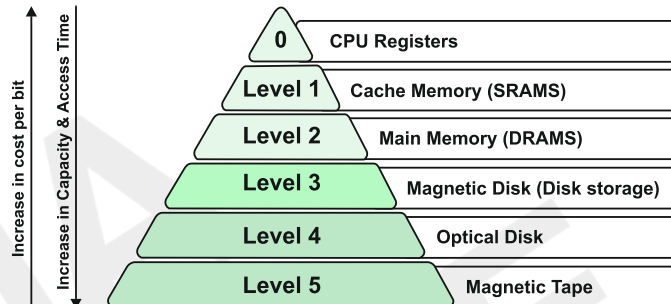 0
CPU Registers
Level 1
Cache Memory (SRAMS)
Level 2
Main Memory (DRAMS)
Level 3
Magnetic Disk (Disk storage)
Level 4
Optical Disk
Level 5
Magnetic Tape
Increase in cost per bit
Increase in Capacity & Access Time